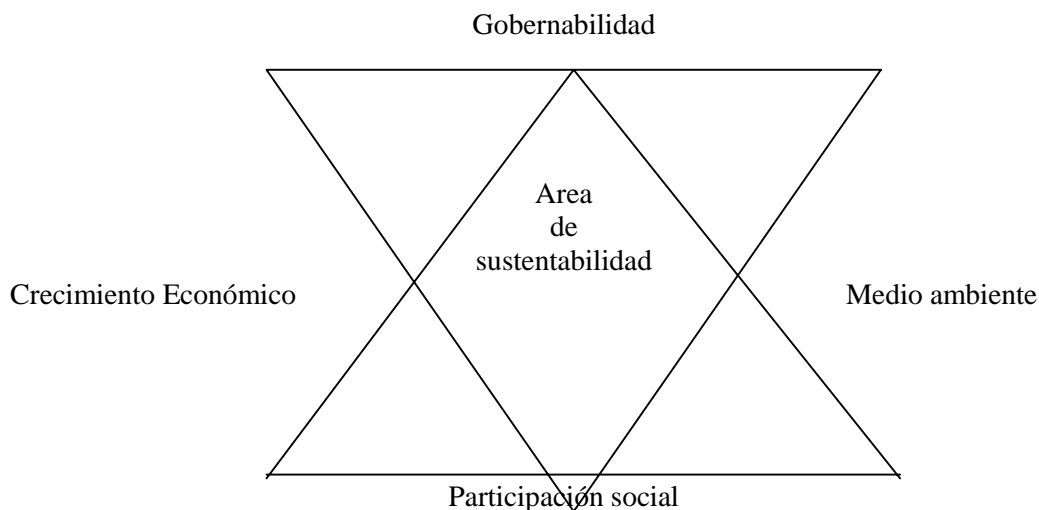 Gobernabilidad
Area
de
sustentabilidad
Crecimiento Económico
Medio ambiente
Participación social